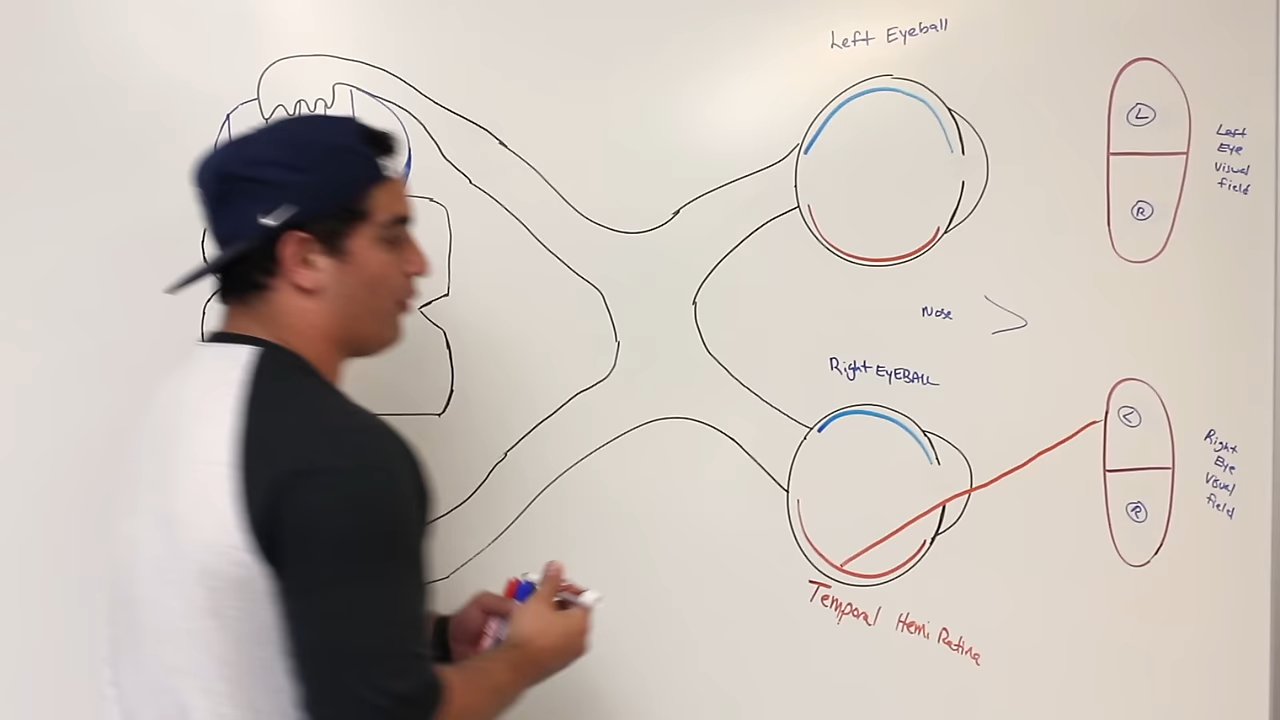 Left Eyeball
L
R
Left
Eye
Visual
field
Nose
Right EyEBALL
L
R
Right
Eye
Visual
field
Temporal Hemi Retina